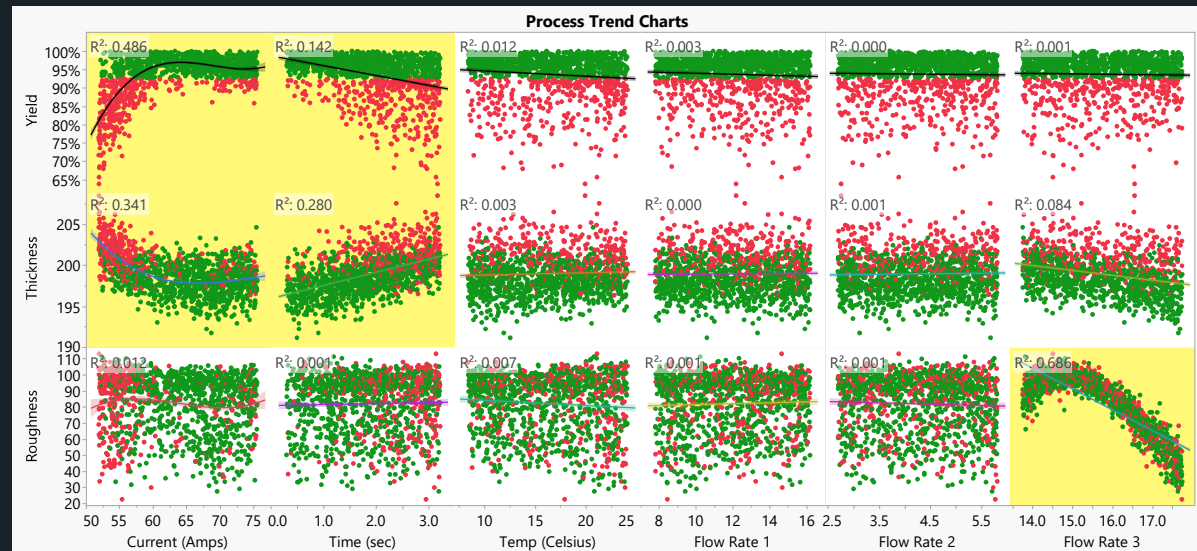 Process Trend Charts
R²: 0.486 R²: 0.142 R²: 0.012 R²: 0.003 R²: 0.000 R²: 0.001
Yield
100%
95%
90%
85%
80%
75%
70%
65%
R²: 0.341 R²: 0.280 R²: 0.003 R²: 0.000 R²: 0.001 R²: 0.084
Thickness
205
200
195
190
R²: 0.012 R²: 0.001 R²: 0.007 R²: 0.001 R²: 0.001 R²: 0.686
Roughness
110
100
90
80
70
60
50
40
30
20
50 55 60 65 70 75 0.0 1.0 2.0 3.0 10 15 20 25 8 10 12 14 16 2.5 3.5 4.5 5.5 14.0 15.0 16.0 17.0
Current (Amps) Time (sec) Temp (Celsius) Flow Rate 1 Flow Rate 2 Flow Rate 3